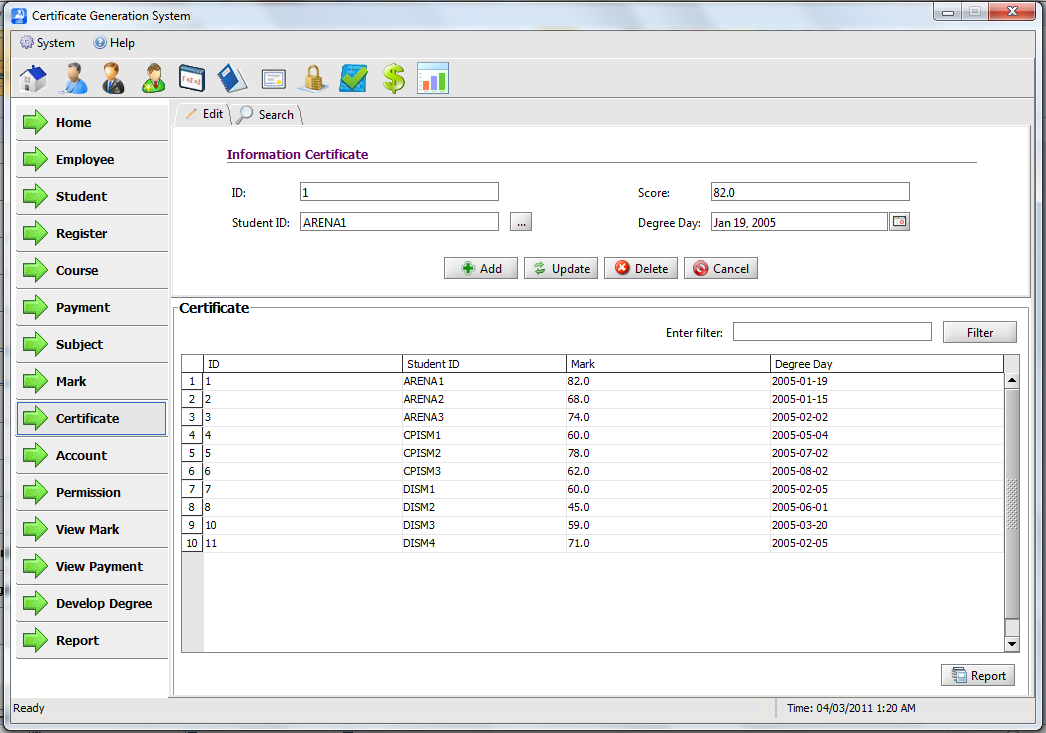 Certificate Generation System
System Help
Home
Employee
Student
Register
Course
Payment
Subject
Mark
Certificate
Account
Permission
View Mark
View Payment
Develop Degree
Report
Edit Search
Information Certificate
ID: 1 Score: 82.0
Student ID: ARENA1 ... Degree Day: Jan 19, 2005
Add Update Delete Cancel
Certificate
Enter filter: Filter
ID Student ID Mark Degree Day
1 1 ARENA1 82.0 2005-01-19
2 2 ARENA2 68.0 2005-01-15
3 3 ARENA3 74.0 2005-02-02
4 4 CPISM1 60.0 2005-05-04
5 5 CPISM2 78.0 2005-07-02
6 6 CPISM3 62.0 2005-08-02
7 7 DISM1 60.0 2005-02-05
8 8 DISM2 45.0 2005-06-01
9 10 DISM3 59.0 2005-03-20
10 11 DISM4 71.0 2005-02-05
Report
Ready Time: 04/03/2011 1:20 AM